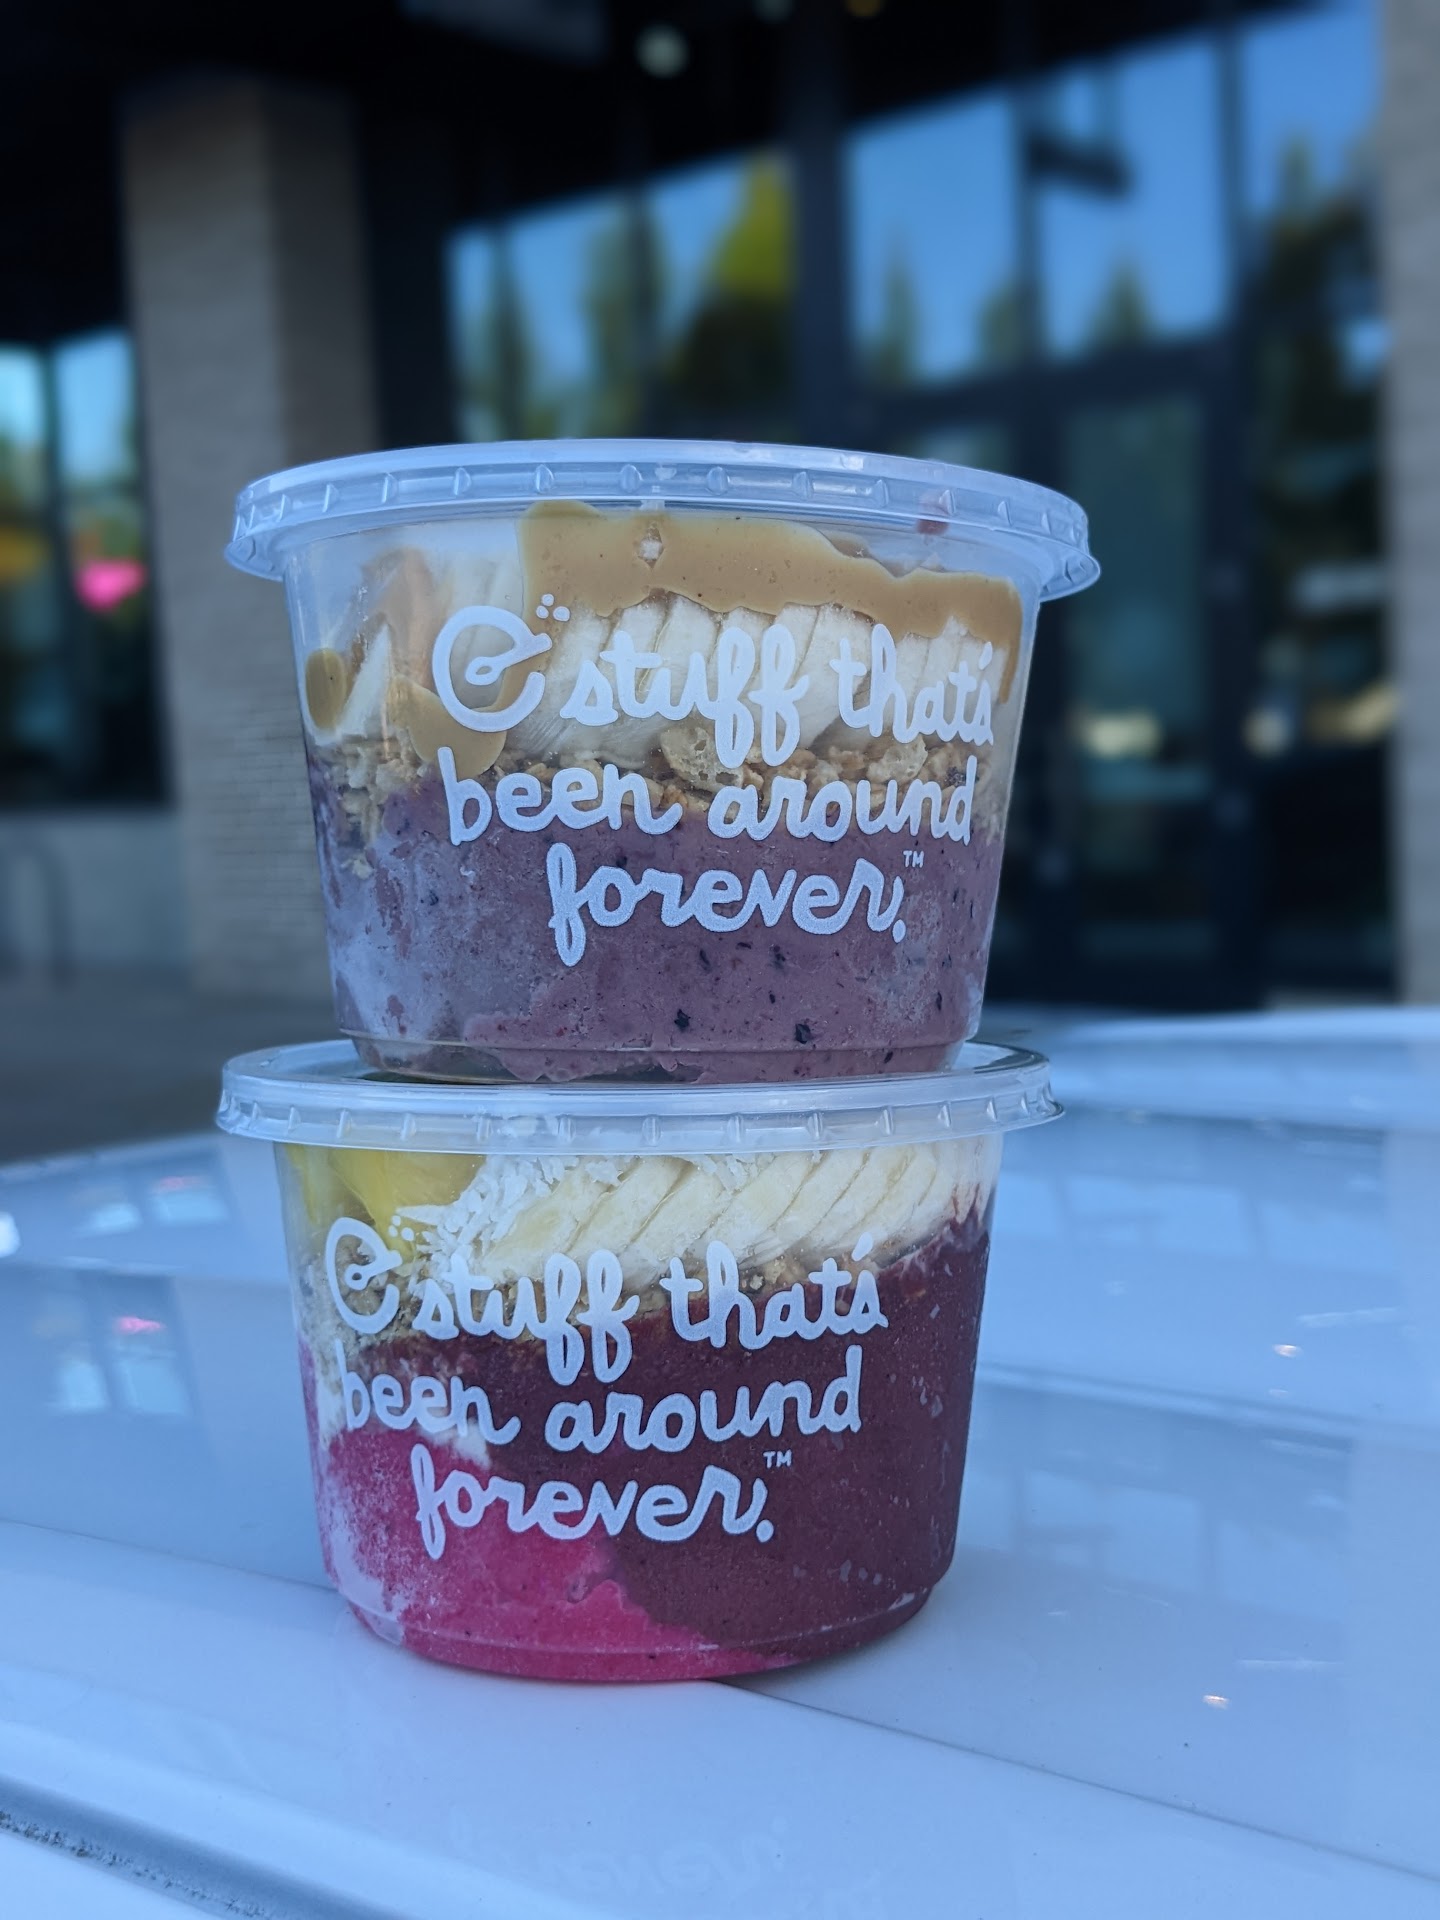 stuff that's
been around
forever.™
stuff that's
been around
forever.™